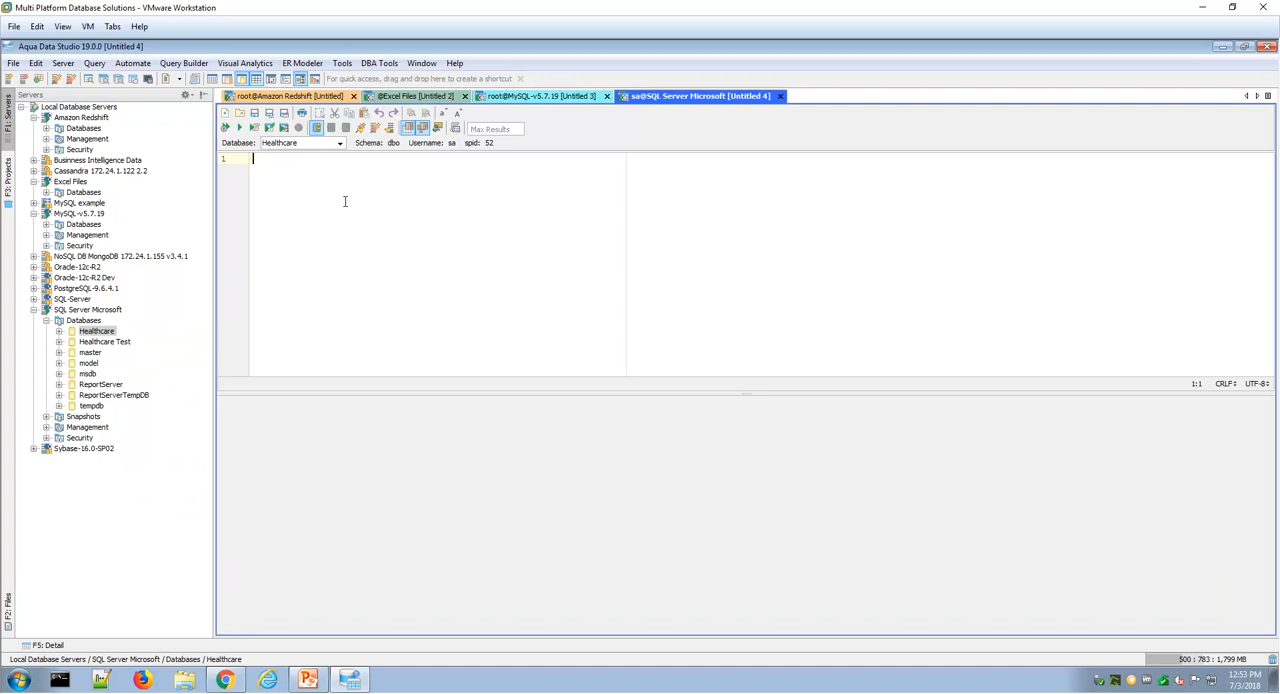 Multi Platform Database Solutions - VMware Workstation
File Edit View VM Tabs Help
Aqua Data Studio 19.0.0 [Untitled 4]
File Edit Server Query Automate Query Builder Visual Analytics ER Modeler Tools DBA Tools Window Help
For quick access, drag and drop here to create a shortcut
Servers
root@Amazon Redshift [Untitled] @Excel Files [Untitled 2] root@MySQL-v5.7.19 [Untitled 3] sa@SQL Server Microsoft [Untitled 4]
F1: Servers
F3: Projects
F2: Files
Local Database Servers
Amazon Redshift
Databases
Management
Security
Businness Intelligence Data
Cassandra 172.24.1.122 2.2
Excel Files
Databases
MySQL example
MySQL-v5.7.19
Databases
Management
Security
NoSQL DB MongoDB 172.24.1.155 v3.4.1
Oracle-12c-R2
Oracle-12c-R2 Dev
PostgreSQL-9.6.4.1
SQL-Server
SQL Server Microsoft
Databases
Healthcare
Healthcare Test
master
model
msdb
ReportServer
ReportServerTempDB
tempdb
Snapshots
Management
Security
Sybase-16.0-SP02
Max Results
Database: Healthcare Schema: dbo Username: sa spid: 52
1
1:1 CRLF UTF-8
F5: Detail
Local Database Servers / SQL Server Microsoft / Databases / Healthcare
500 : 783 : 1,799 MB
12:53 PM
7/3/2018